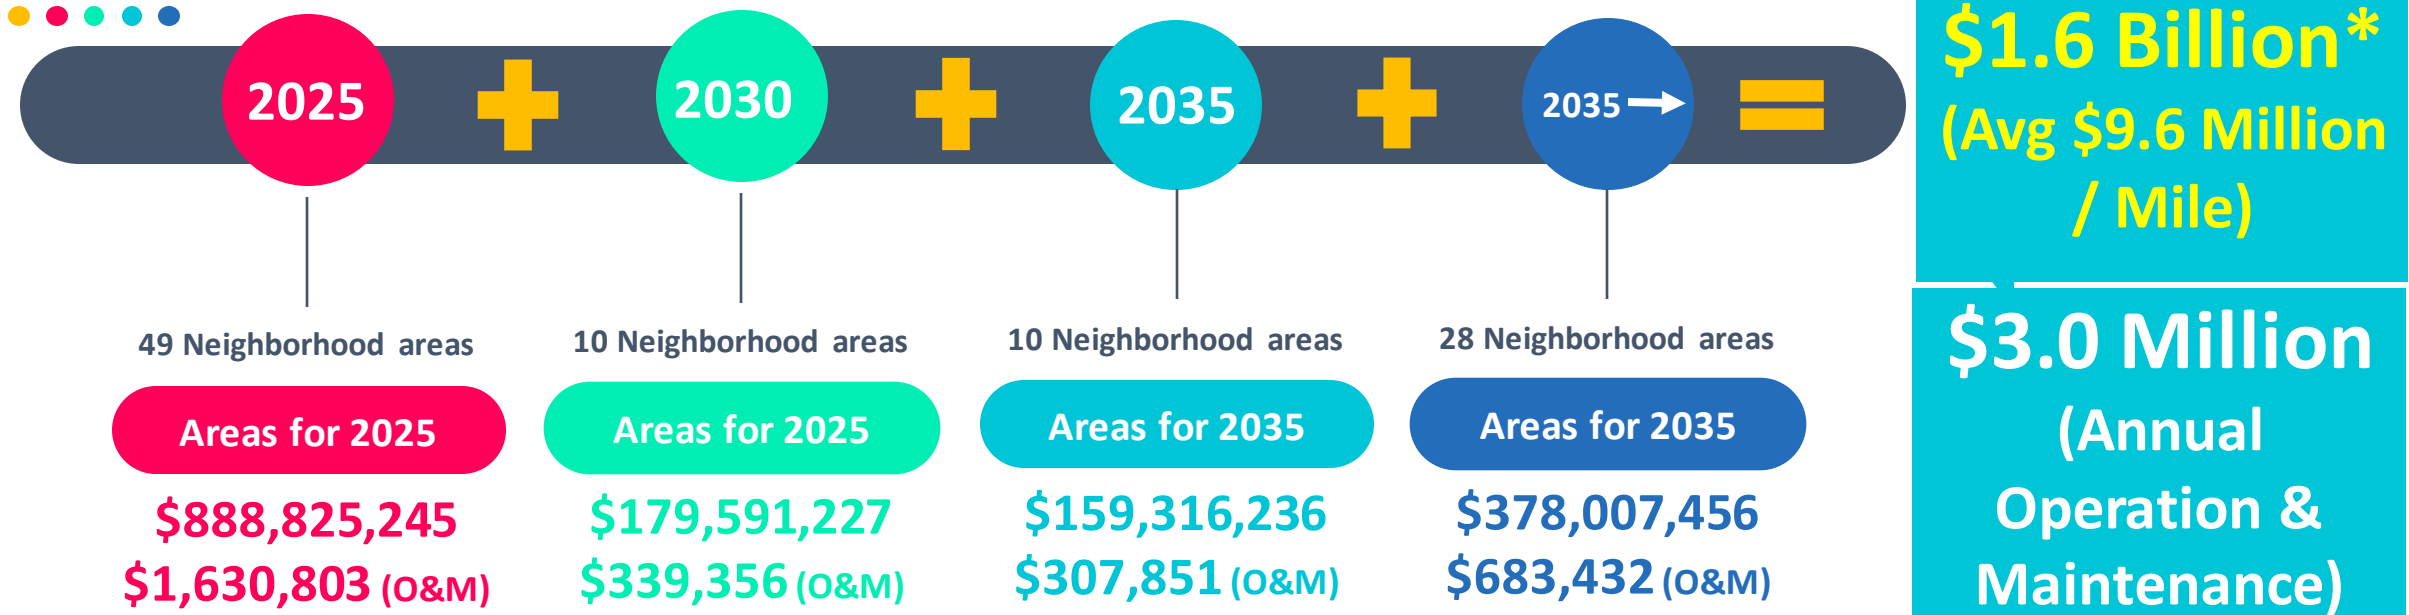 2025
2030
2035
2035
$1.6 Billion*
(Avg $9.6 Million
/ Mile)
49 Neighborhood areas
10 Neighborhood areas
10 Neighborhood areas
28 Neighborhood areas
Areas for 2025
Areas for 2025
Areas for 2035
Areas for 2035
$888,825,245
$179,591,227
$159,316,236
$378,007,456
$1,630,803 (O&M)
$339,356 (O&M)
$307,851 (O&M)
$683,432 (O&M)
$3.0 Million
(Annual
Operation &
Maintenance)